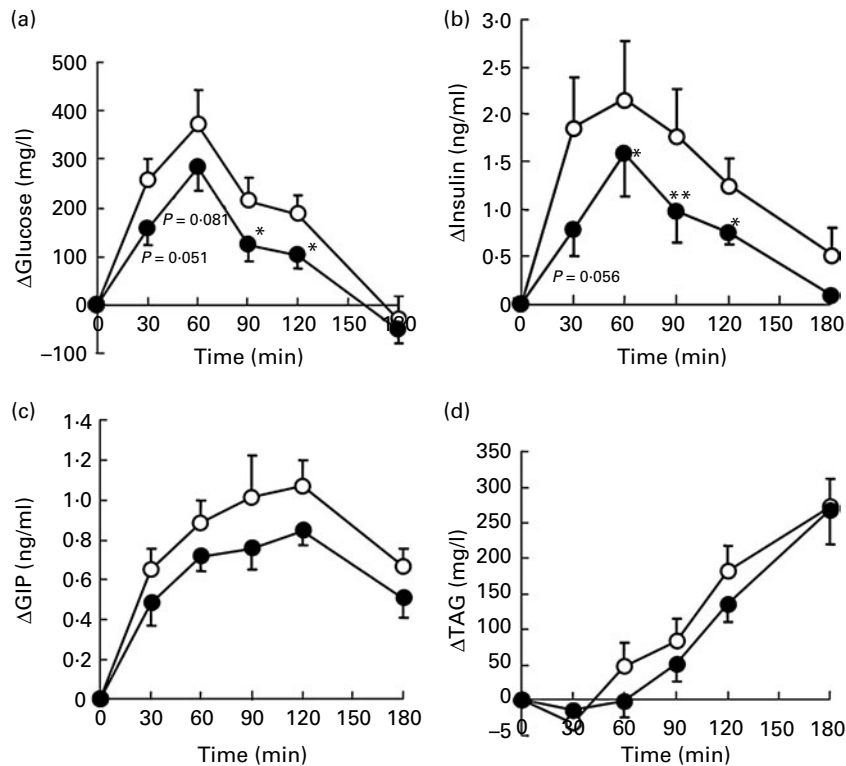 (a)
ΔGlucose (mg/l)
500
400
300
200
100
0
–100
P = 0·081
P = 0·051
*
*
0 30 60 90 120 150 180
Time (min)
(b)
ΔInsulin (ng/ml)
3·0
2·5
2·0
1·5
1·0
0·5
0
*
**
*
P = 0·056
0 30 60 90 120 150 180
Time (min)
(c)
ΔGIP (ng/ml)
1·4
1·2
1·0
0·8
0·6
0·4
0·2
0
0 30 60 90 120 150 180
Time (min)
(d)
ΔTAG (mg/l)
350
300
250
200
150
100
50
0
–5
0 30 60 90 120 150 180
Time (min)